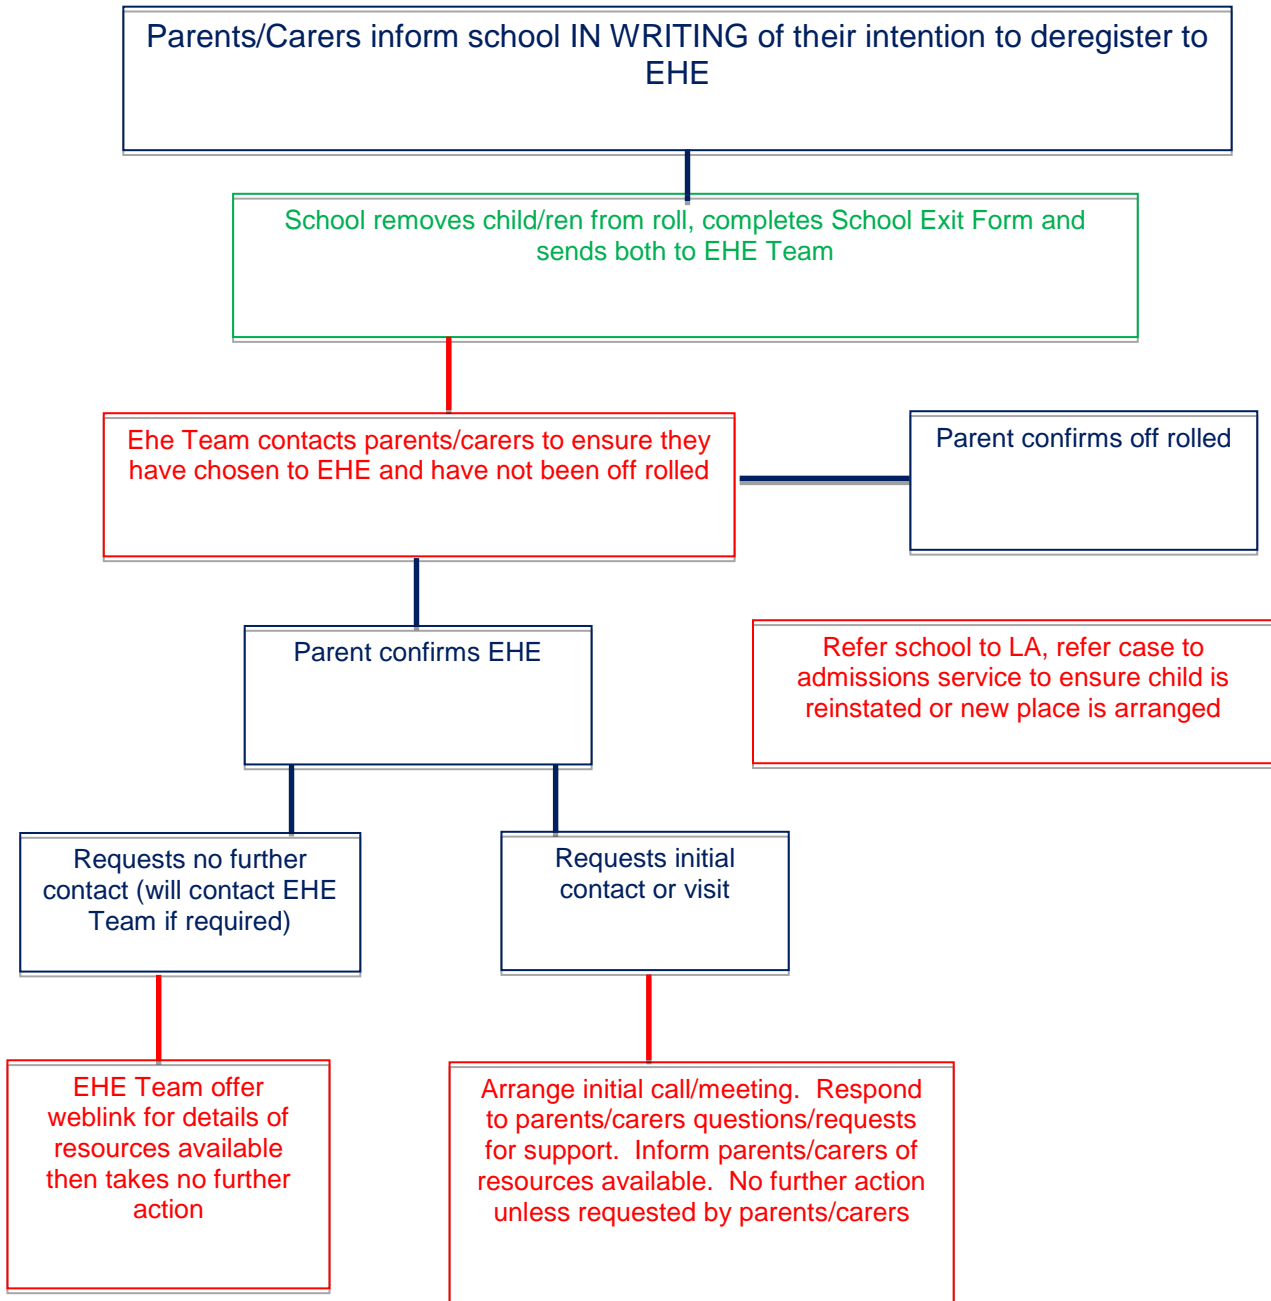 Parents/Carers inform school IN WRITING of their intention to deregister to
EHE
School removes child/ren from roll, completes School Exit Form and
sends both to EHE Team
Ehe Team contacts parents/carers to ensure they
have chosen to EHE and have not been off rolled
Parent confirms off rolled
Parent confirms EHE
Refer school to LA, refer case to
admissions service to ensure child is
reinstated or new place is arranged
Requests no further
contact (will contact EHE
Team if required)
Requests initial
contact or visit
EHE Team offer
weblink for details of
resources available
then takes no further
action
Arrange initial call/meeting.  Respond
to parents/carers questions/requests
for support.  Inform parents/carers of
resources available.  No further action
unless requested by parents/carers